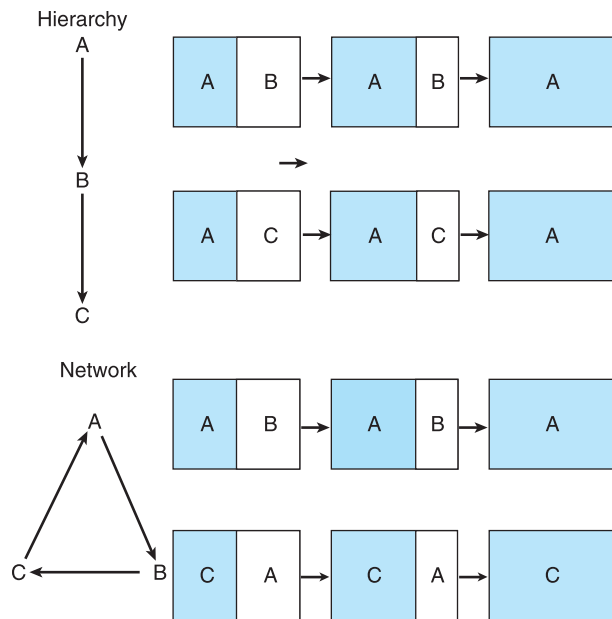 Hierarchy
A
B
C
A B A B A
A C A C A
Network
A
C B
A B A B A
C A C A C